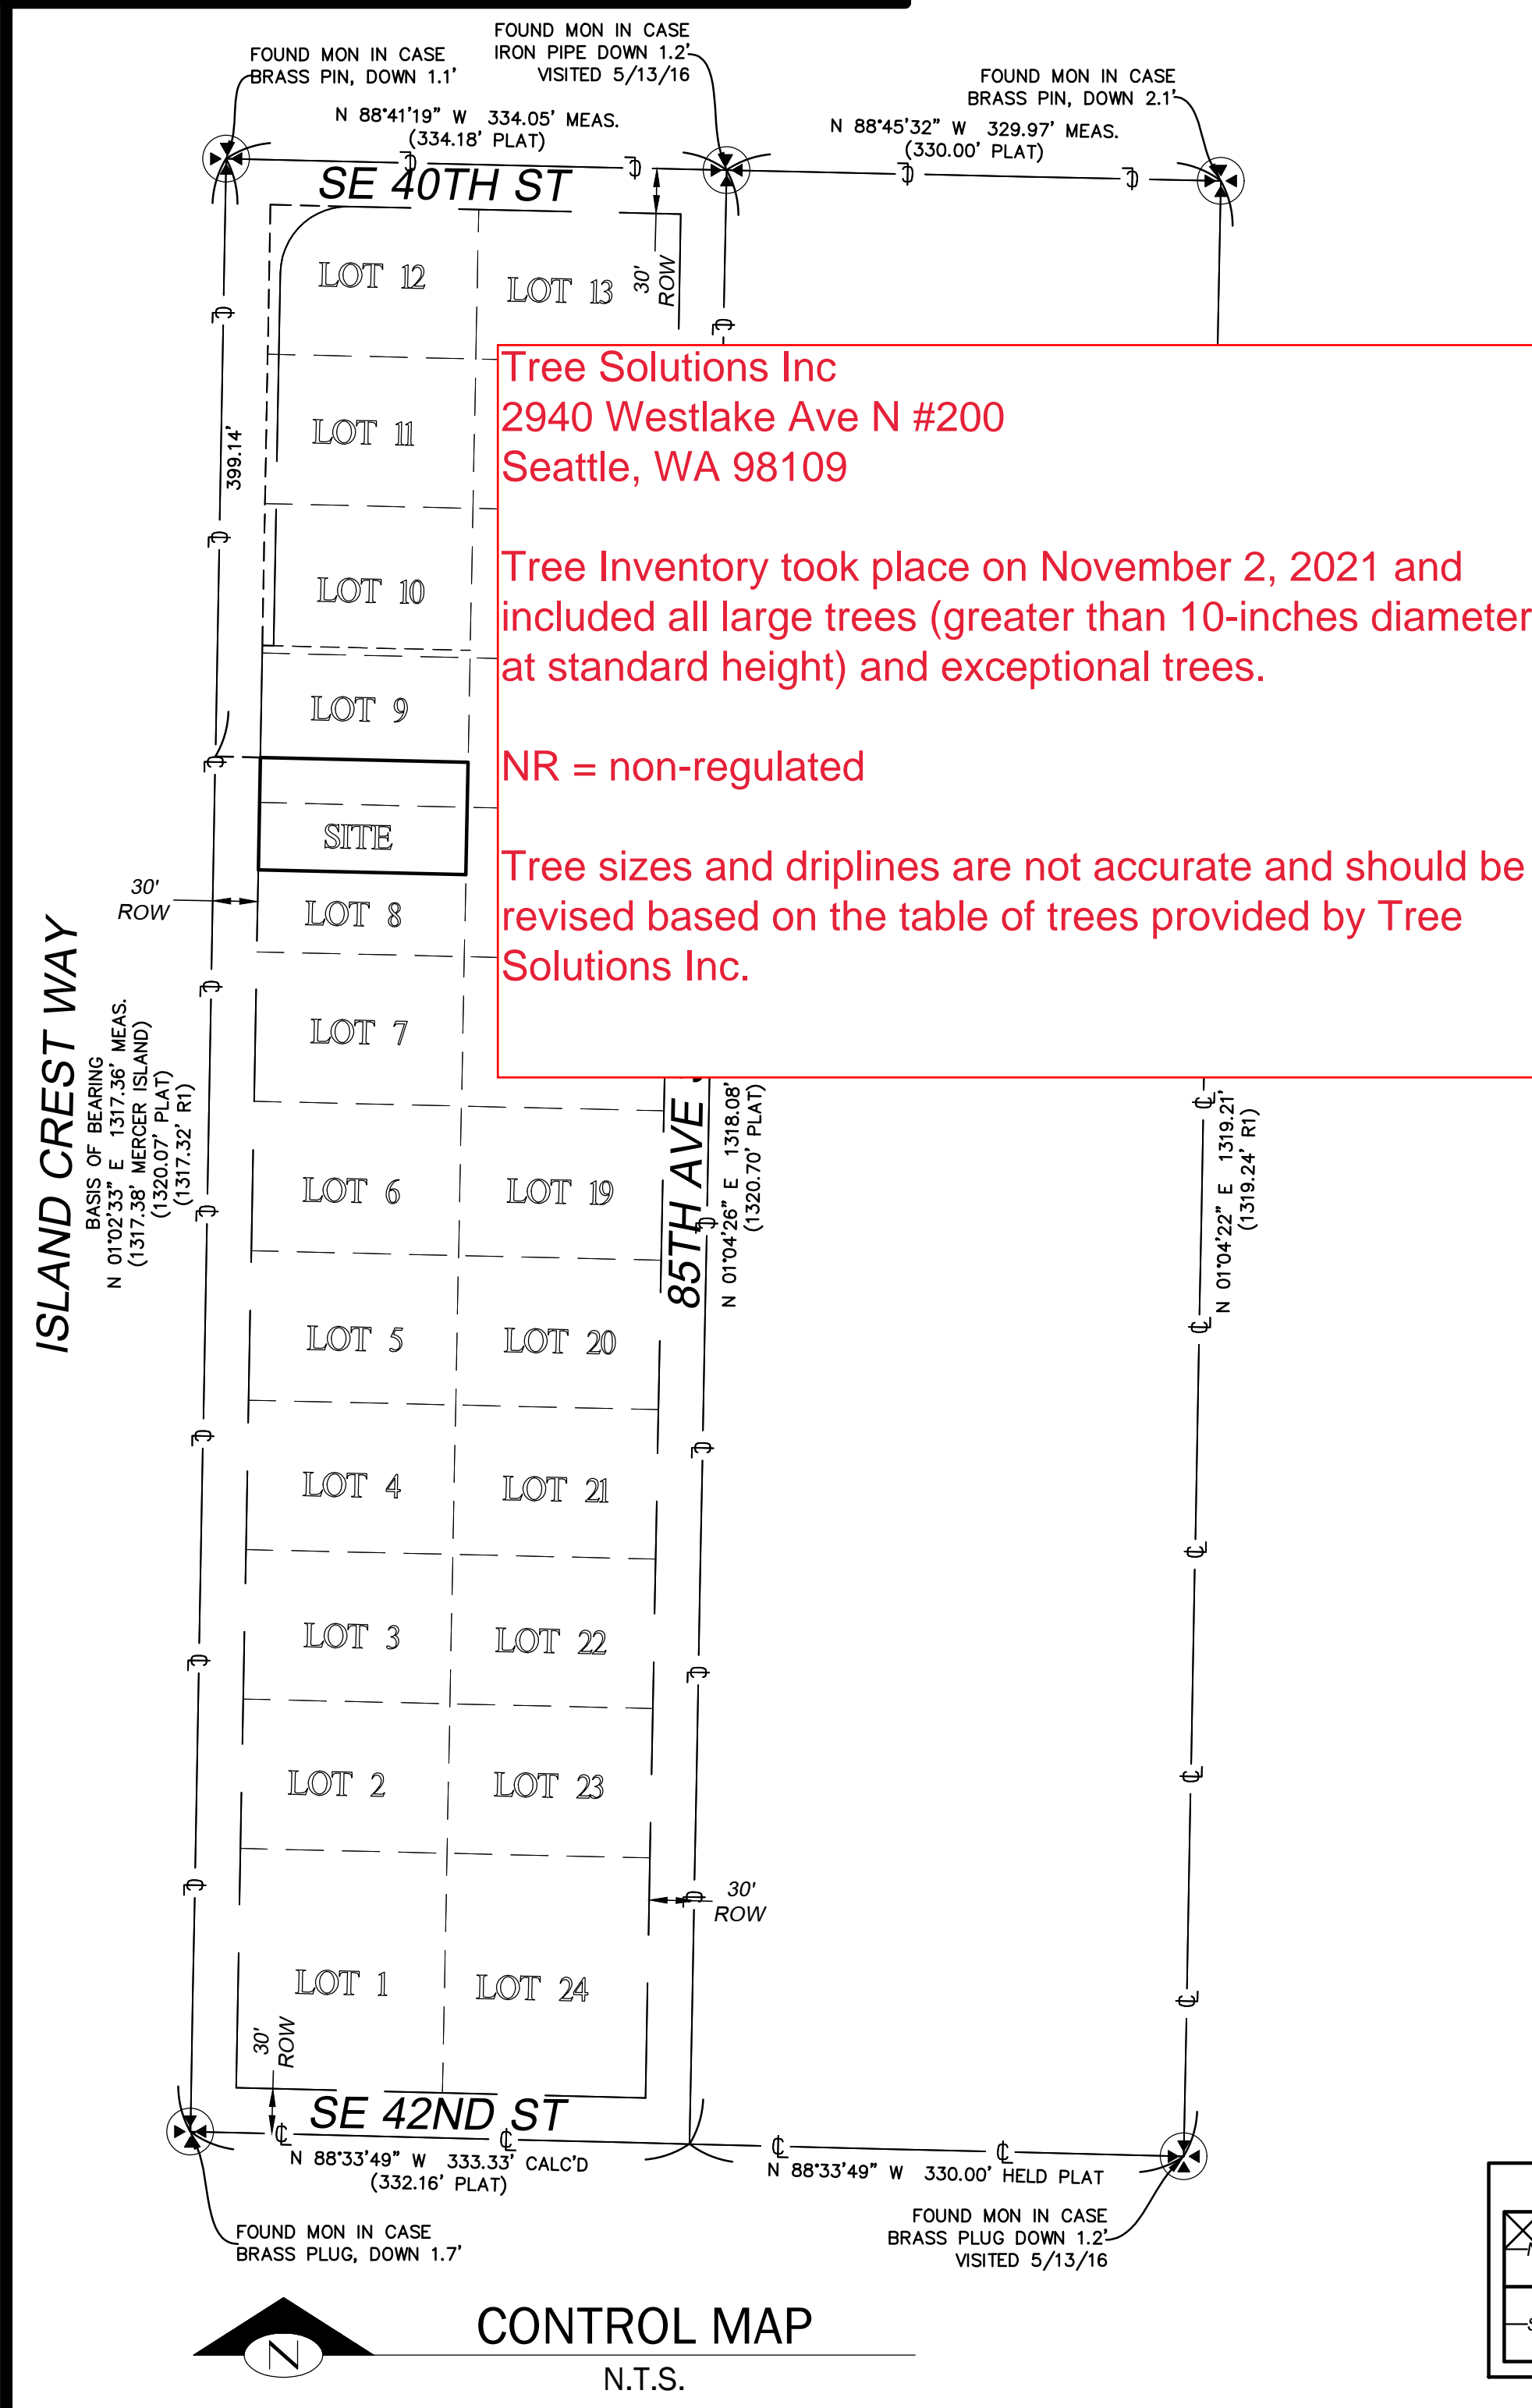 FOUND MON IN CASE
BRASS PIN, DOWN 1.1'
FOUND MON IN CASE
IRON PIPE DOWN 1.2'
VISITED 5/13/16
FOUND MON IN CASE
BRASS PIN, DOWN 2.1'
N 88°41'19" W 334.05' MEAS.
(334.18' PLAT)
N 88°45'32" W 329.97' MEAS.
(330.00' PLAT)
SE 40TH ST
LOT 12
LOT 13
30'
ROW
LOT 11
399.14'
LOT 10
LOT 9
SITE
30'
ROW
LOT 8
LOT 7
Tree Solutions Inc
2940 Westlake Ave N #200
Seattle, WA 98109
Tree Inventory took place on November 2, 2021 and
included all large trees (greater than 10-inches diameter
at standard height) and exceptional trees.
NR = non-regulated
Tree sizes and driplines are not accurate and should be
revised based on the table of trees provided by Tree
Solutions Inc.
ISLAND CREST WAY
BASIS OF BEARING
N 01°02'33" E 1317.36' MEAS.
(1317.38' MERCER ISLAND)
(1320.07' PLAT)
(1317.32' R1)
85TH AVE
N 01°04'26" E 1318.08'
(1320.70' PLAT)
N 01°04'22" E 1319.21'
(1319.24' R1)
LOT 6
LOT 19
LOT 5
LOT 20
LOT 4
LOT 21
LOT 3
LOT 22
LOT 2
LOT 23
30'
ROW
LOT 1
LOT 24
30'
ROW
SE 42ND ST
N 88°33'49" W 333.33' CALC'D
(332.16' PLAT)
N 88°33'49" W 330.00' HELD PLAT
FOUND MON IN CASE
BRASS PLUG, DOWN 1.7'
FOUND MON IN CASE
BRASS PLUG DOWN 1.2'
VISITED 5/13/16
N
CONTROL MAP
N.T.S.